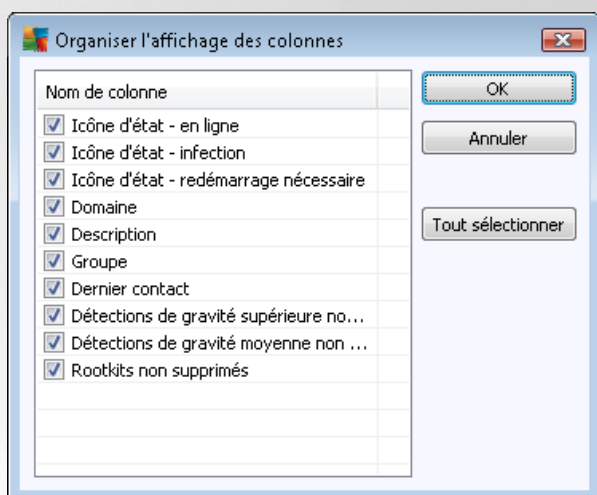 Organiser l'affichage des colonnes
Nom de colonne
Icône d'état - en ligne
Icône d'état - infection
Icône d'état - redémarrage nécessaire
Domaine
Description
Groupe
Dernier contact
Détections de gravité supérieure no...
Détections de gravité moyenne non ...
Rootkits non supprimés
OK
Annuler
Tout sélectionner